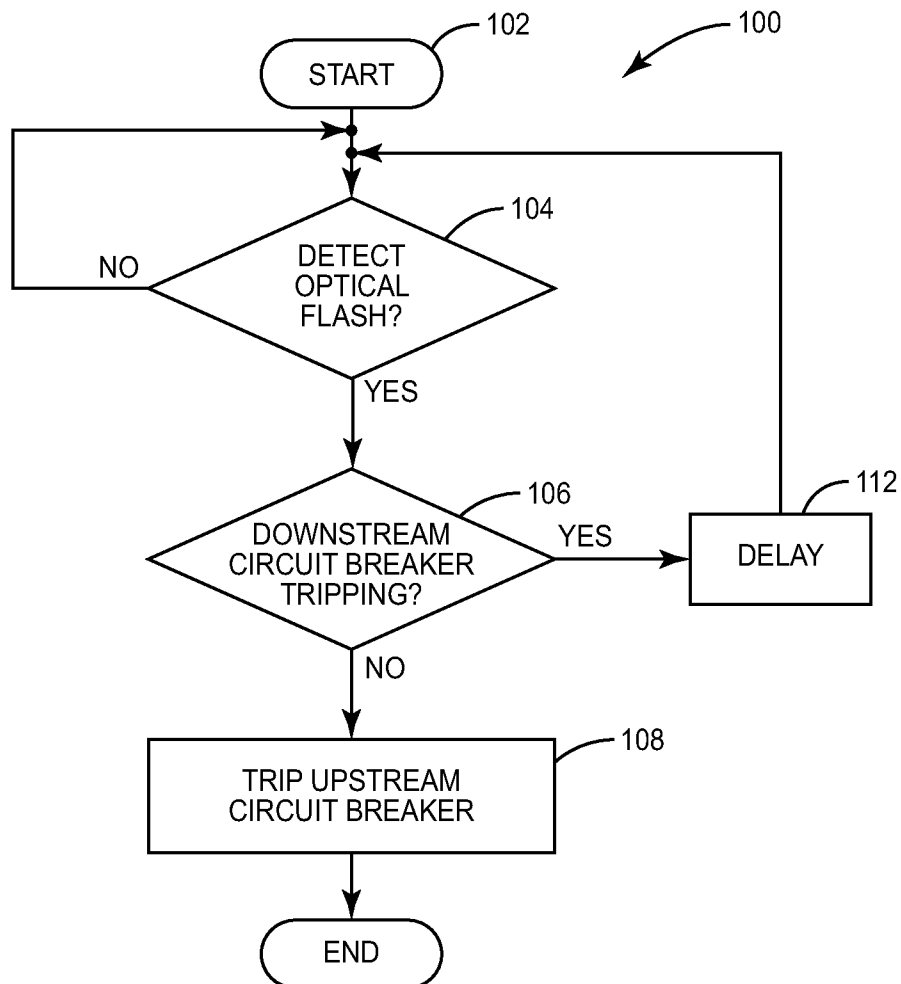 102
100
START
104
DETECT
OPTICAL
FLASH?
NO
YES
106
112
DOWNSTREAM
CIRCUIT BREAKER
TRIPPING?
YES
DELAY
NO
108
TRIP UPSTREAM
CIRCUIT BREAKER
END